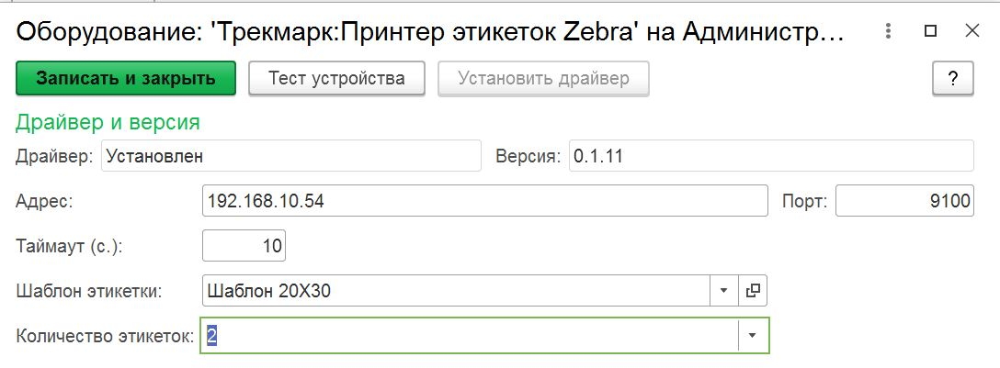 Оборудование: 'Трекмарк:Принтер этикеток Zebra' на Администр...
Записать и закрыть Тест устройства Установить драйвер ?
Драйвер и версия
Драйвер: Установлен Версия: 0.1.11
Адрес: 192.168.10.54 Порт: 9100
Таймаут (с.): 10
Шаблон этикетки: Шаблон 20X30
Количество этикеток: 2